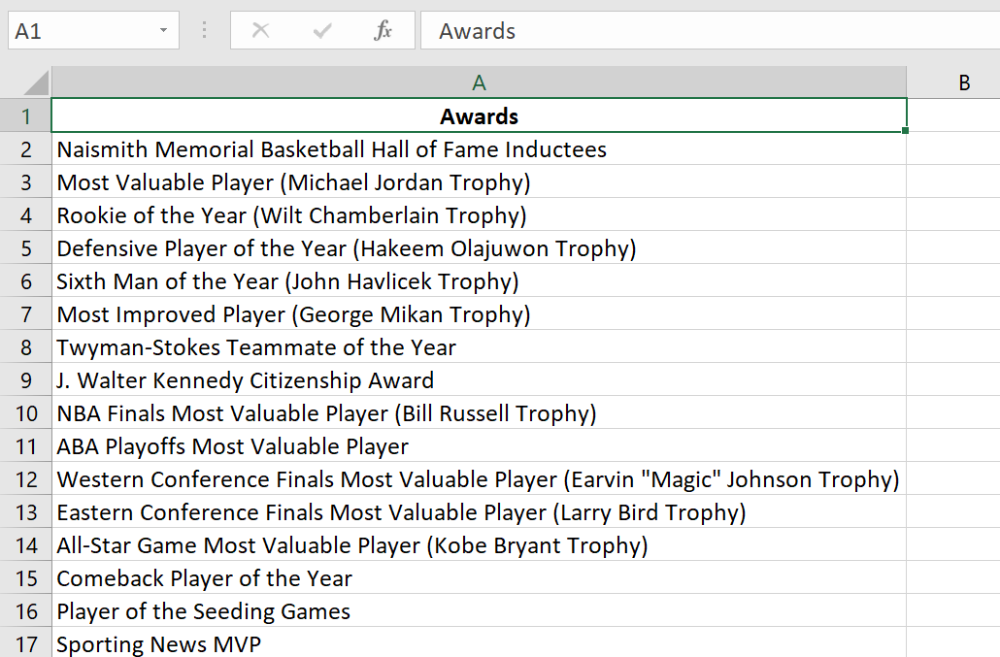 A1 fx Awards
A B
1 Awards
2 Naismith Memorial Basketball Hall of Fame Inductees
3 Most Valuable Player (Michael Jordan Trophy)
4 Rookie of the Year (Wilt Chamberlain Trophy)
5 Defensive Player of the Year (Hakeem Olajuwon Trophy)
6 Sixth Man of the Year (John Havlicek Trophy)
7 Most Improved Player (George Mikan Trophy)
8 Twyman-Stokes Teammate of the Year
9 J. Walter Kennedy Citizenship Award
10 NBA Finals Most Valuable Player (Bill Russell Trophy)
11 ABA Playoffs Most Valuable Player
12 Western Conference Finals Most Valuable Player (Earvin "Magic" Johnson Trophy)
13 Eastern Conference Finals Most Valuable Player (Larry Bird Trophy)
14 All-Star Game Most Valuable Player (Kobe Bryant Trophy)
15 Comeback Player of the Year
16 Player of the Seeding Games
17 Sporting News MVP